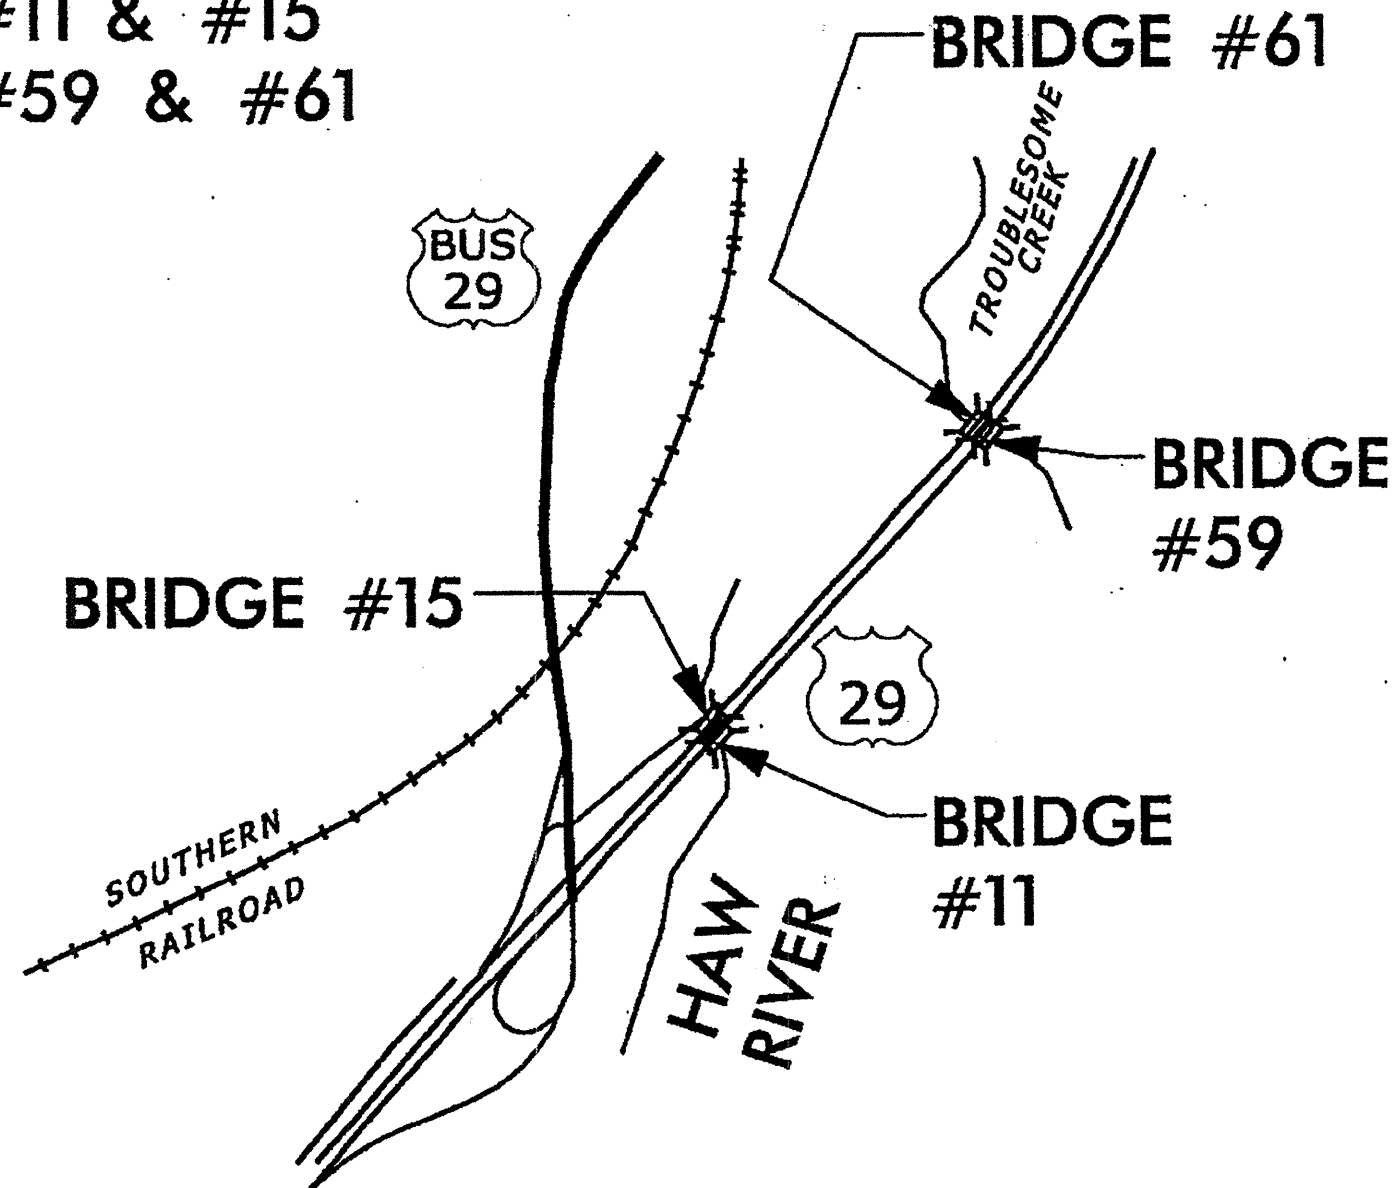 #11 & #15
#59 & #61
BRIDGE #61
TROUBLESOME
CREEK
BUS
29
BRIDGE
#59
BRIDGE #15
29
BRIDGE
#11
SOUTHERN
RAILROAD
HAW
RIVER